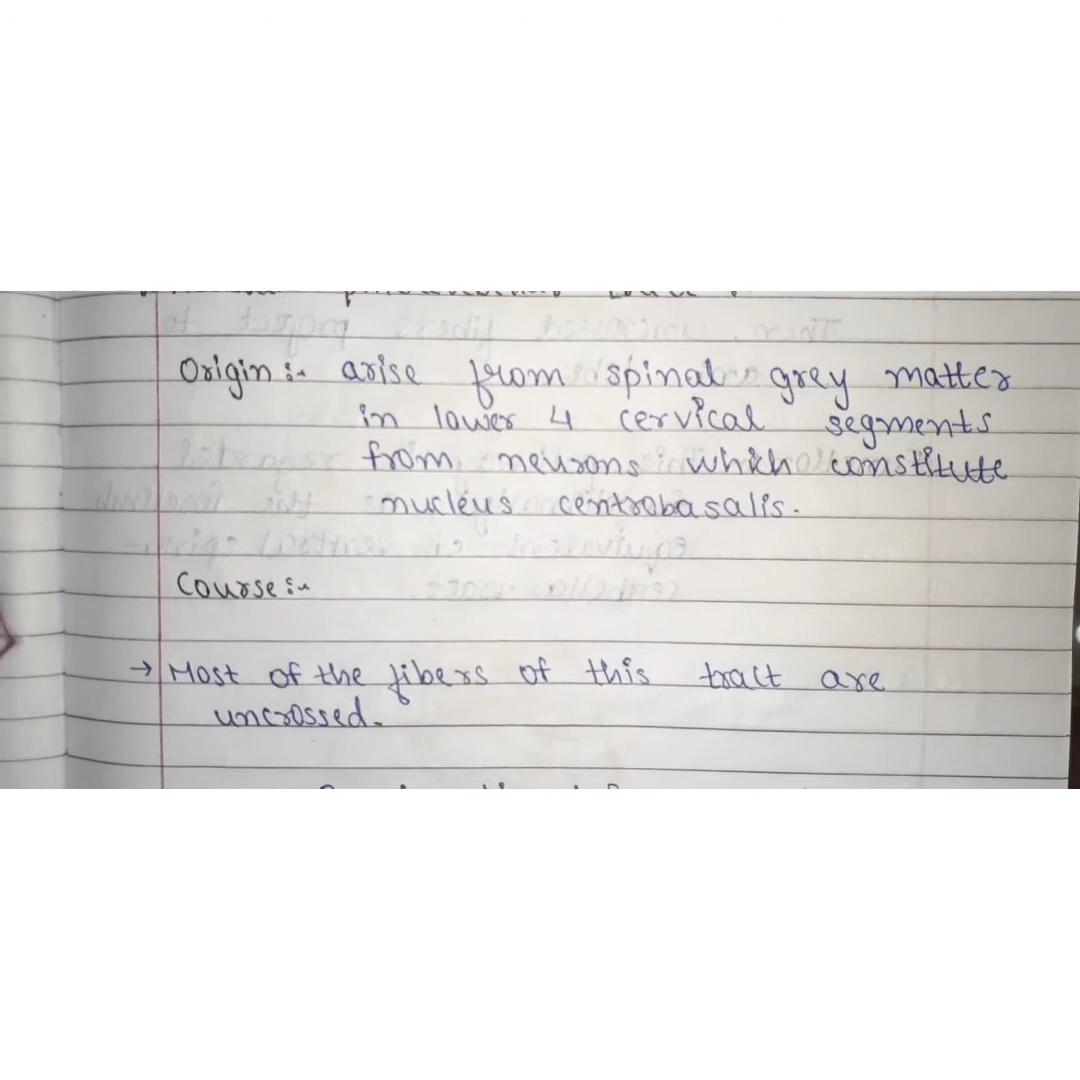 Origin :- arise from spinal grey matter
in lower 4 cervical segments
from neurons which constitute
nucleus centrobasalis.
Course :-
→ Most of the fibers of this tract are
uncrossed.